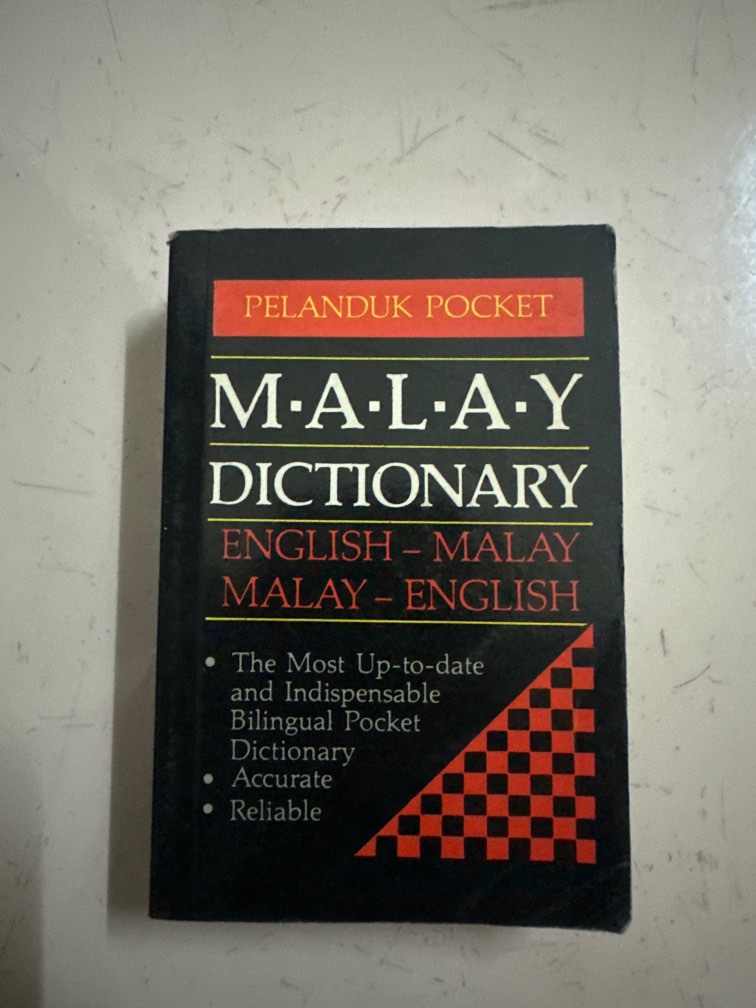 PELANDUK POCKET
M·A·L·A·Y
DICTIONARY
ENGLISH – MALAY
MALAY – ENGLISH
• The Most Up-to-date
and Indispensable
Bilingual Pocket
Dictionary
• Accurate
• Reliable